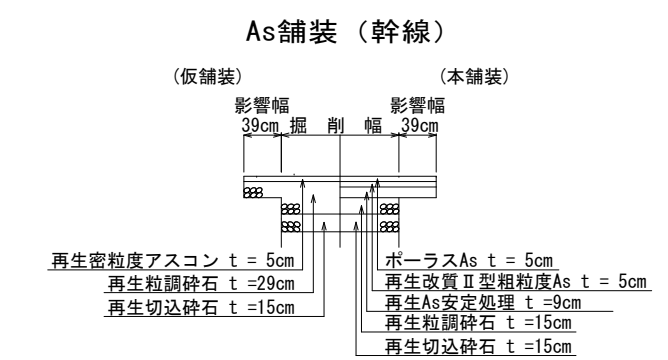 As舗装（幹線）
(仮舗装)
(本舗装)
影響幅
影響幅
39cm 掘 削 幅 39cm
再生密粒度アスコン t = 5cm
再生粒調砕石 t =29cm
再生切込砕石 t =15cm
ポーラスAs t = 5cm
再生改質Ⅱ型粗粒度As t = 5cm
再生As安定処理 t =9cm
再生粒調砕石 t =15cm
再生切込砕石 t =15cm